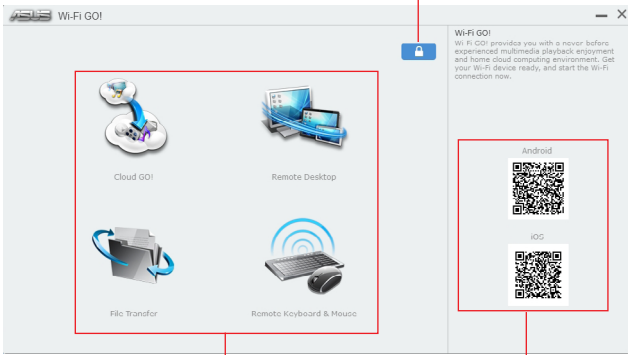 ASUS Wi-Fi GO!
Wi-Fi GO!
Wi-Fi GO! provides you with a never before
experienced multimedia playback enjoyment
and home cloud computing environment. Get
your Wi-Fi device ready, and start the Wi-Fi
connection now.
Cloud GO!
Remote Desktop
Android
iOS
File Transfer
Remote Keyboard & Mouse